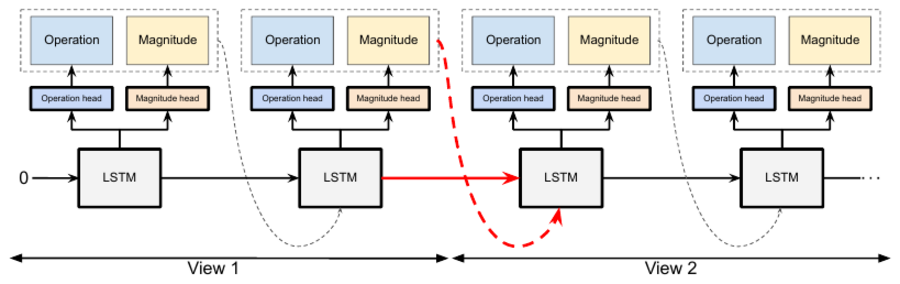 Operation Magnitude Operation Magnitude Operation Magnitude Operation Magnitude
Operation head Magnitude head Operation head Magnitude head Operation head Magnitude head Operation head Magnitude head
0 LSTM LSTM LSTM LSTM ...
View 1 View 2